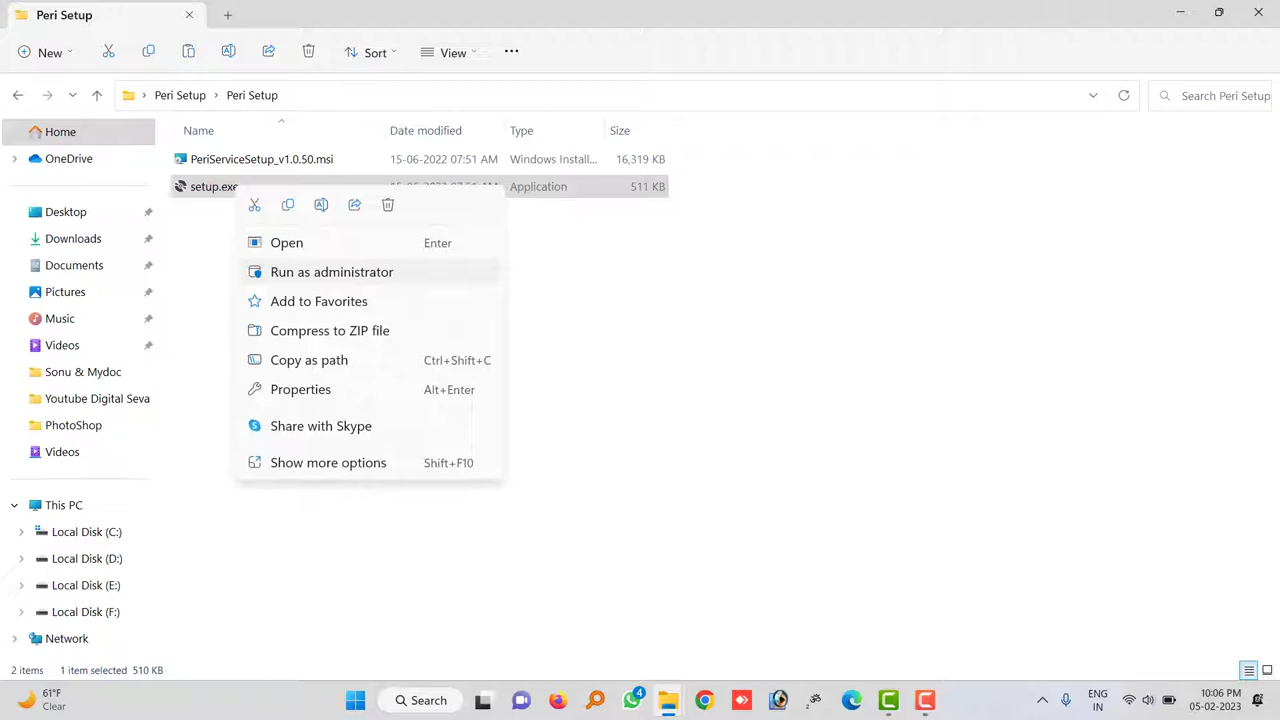 Peri Setup
New
Sort
View
Peri Setup
Peri Setup
Search Peri Setup
Name
Date modified
Type
Size
Home
OneDrive
Desktop
Downloads
Documents
Pictures
Music
Videos
Sonu & Mydoc
Youtube Digital Seva
PhotoShop
Videos
This PC
Local Disk (C:)
Local Disk (D:)
Local Disk (E:)
Local Disk (F:)
Network
PeriServiceSetup_v1.0.50.msi 15-06-2022 07:51 AM Windows Install... 16,319 KB
setup.exe Application 511 KB
Open Enter
Run as administrator
Add to Favorites
Compress to ZIP file
Copy as path Ctrl+Shift+C
Properties Alt+Enter
Share with Skype
Show more options Shift+F10
2 items 1 item selected 510 KB
61°F
Clear
Search
4
ENG
IN
10:06 PM
05-02-2023